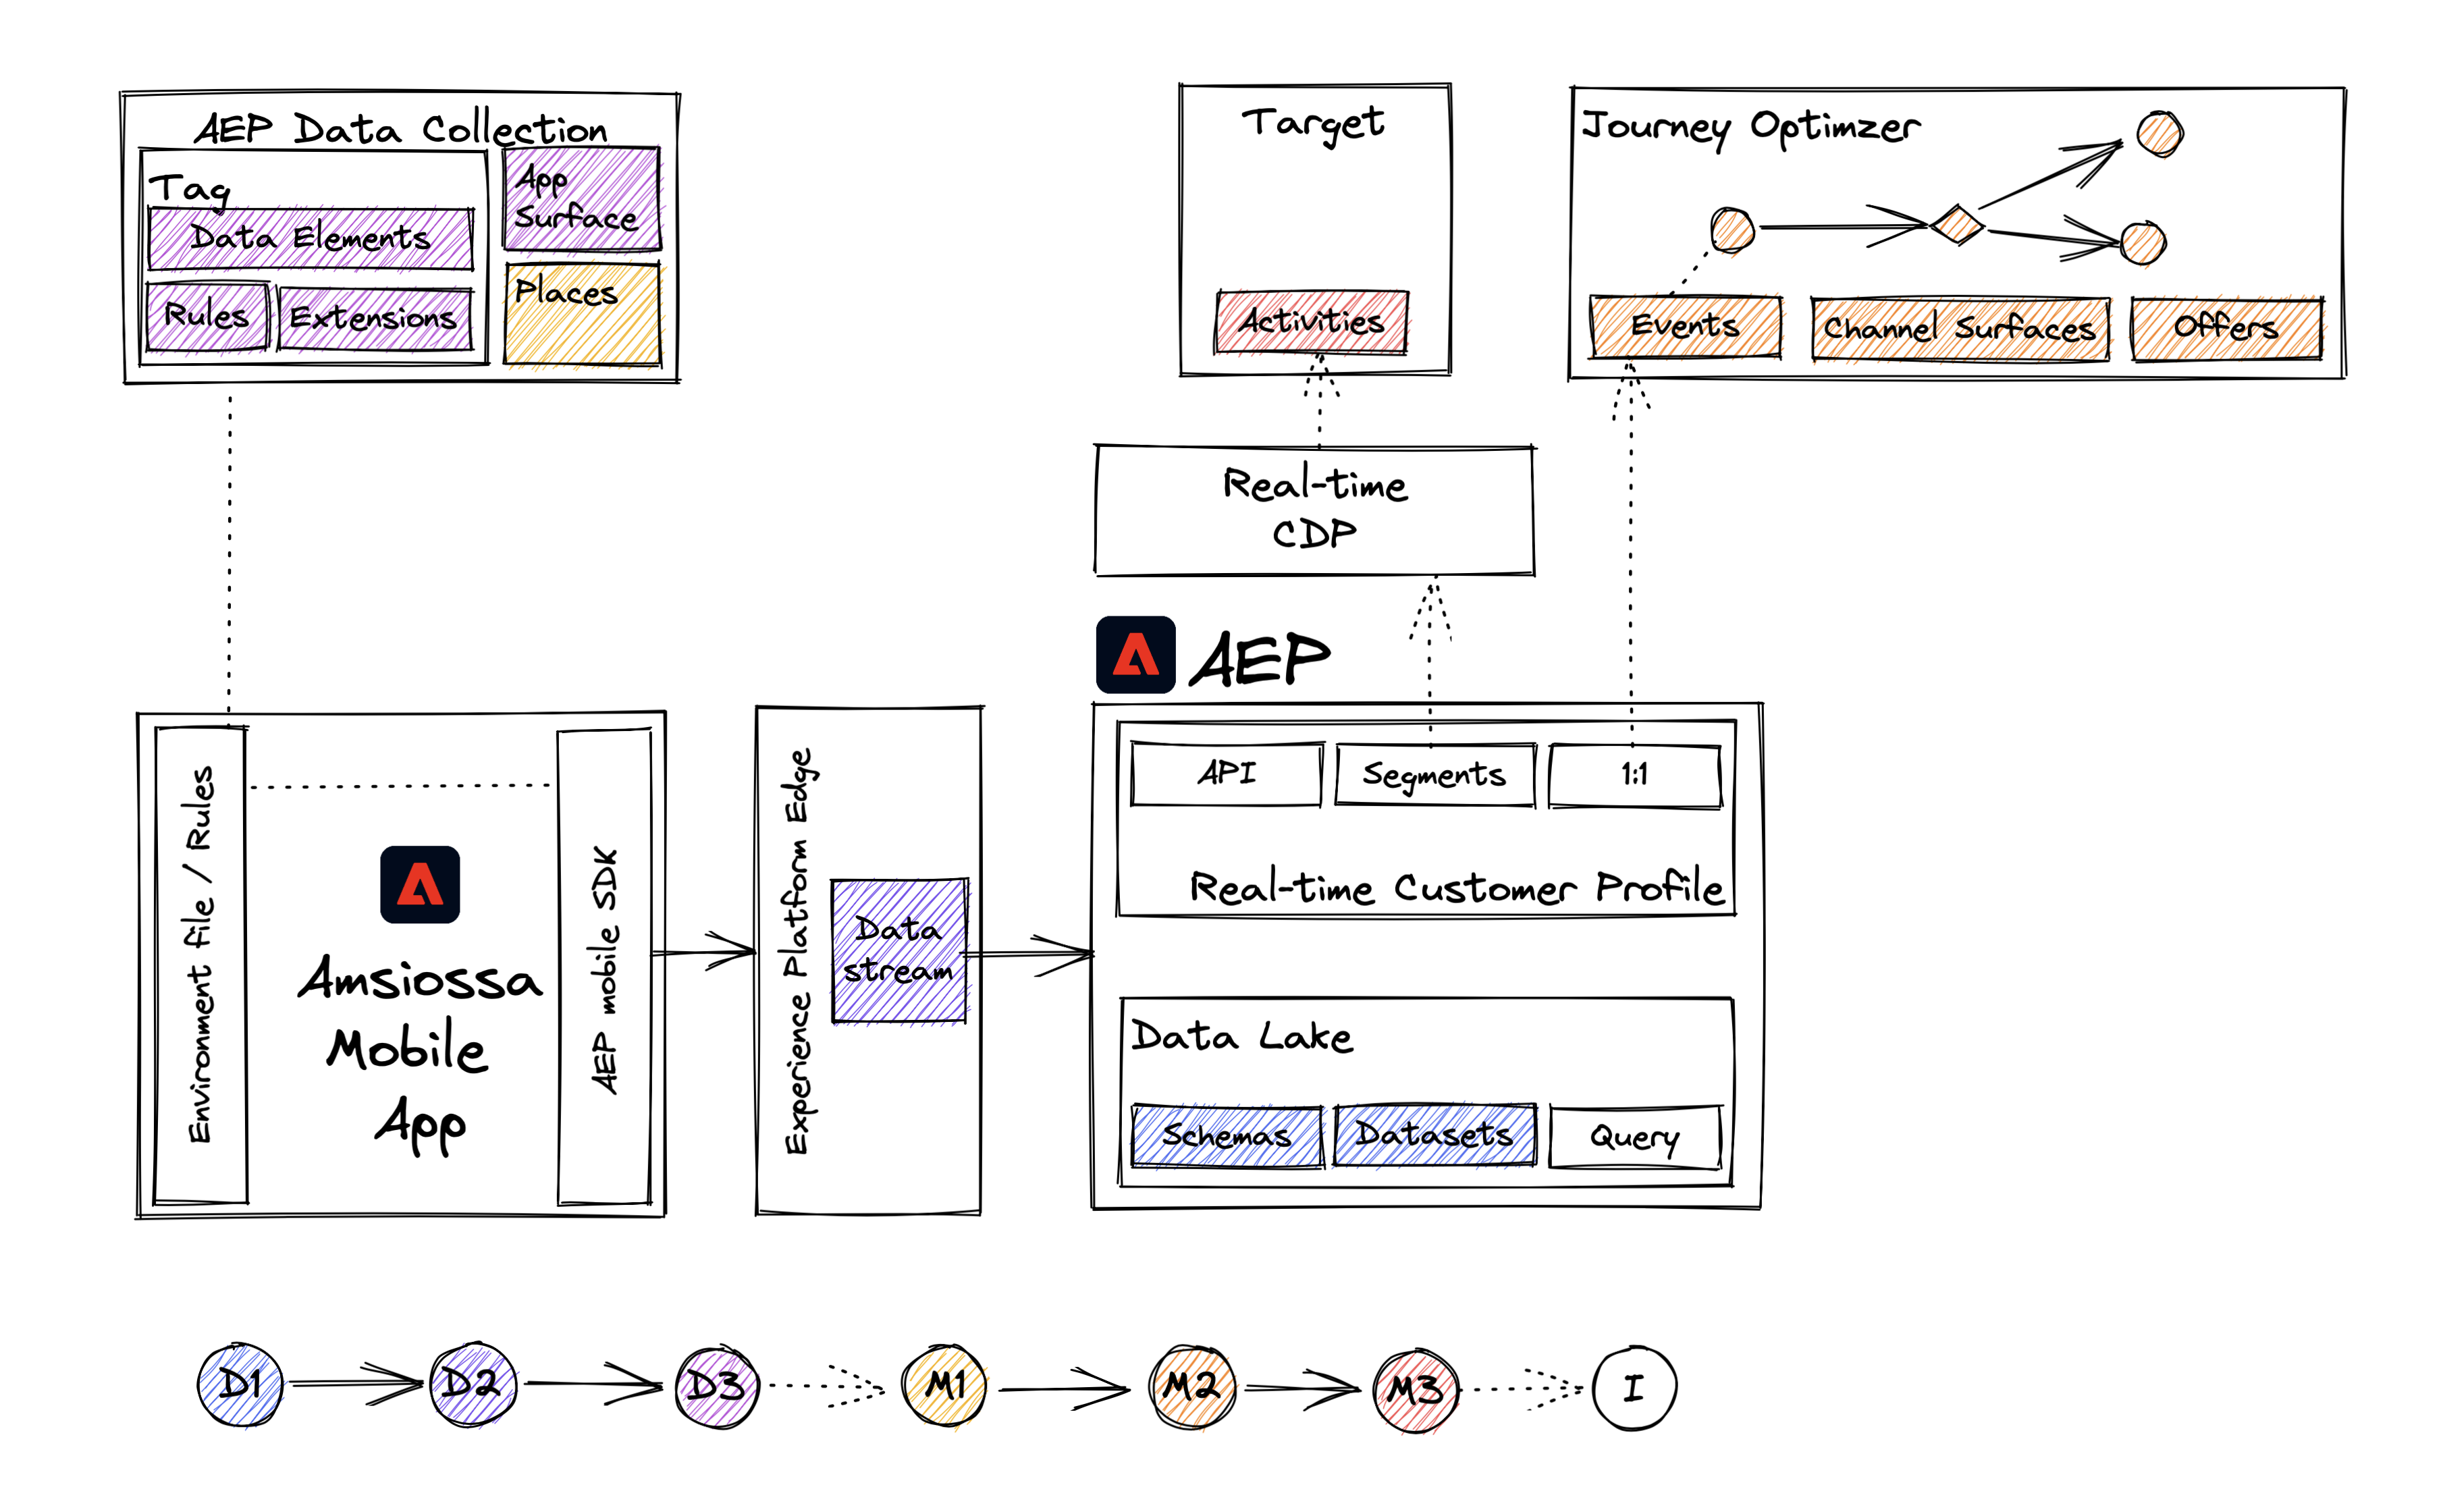 AEP Data Collection
Tag
Data Elements
Rules
Extensions
App
Surface
Places
Target
Activities
Journey Optimzer
Events
Channel Surfaces
Offers
Real-time
CDP
AEP
Environment file / Rules
Amsiossa
Mobile
App
AEP mobile SDK
Experience Platform Edge
Data
stream
API
Segments
1:1
Real-time Customer Profile
Data Lake
Schemas
Datasets
Query
D1
D2
D3
M1
M2
M3
I